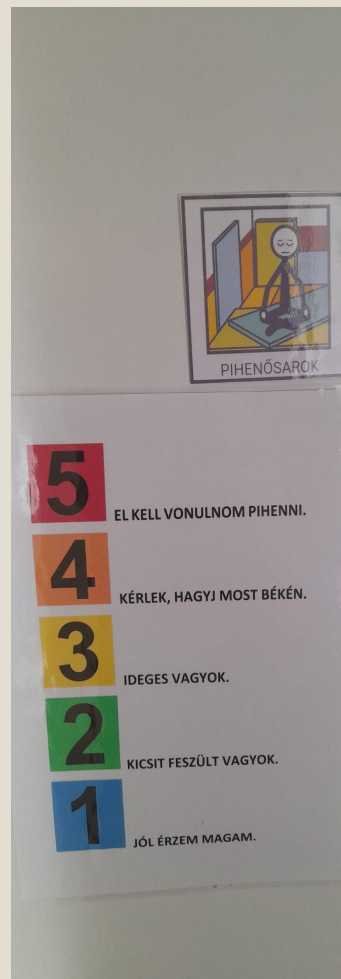 PIHENŐSAROK
5 EL KELL VONULNOM PIHENNI.
4 KÉRLEK, HAGYJ MOST BÉKÉN.
3 IDEGES VAGYOK.
2 KICSIT FESZÜLT VAGYOK.
1 JÓL ÉRZEM MAGAM.